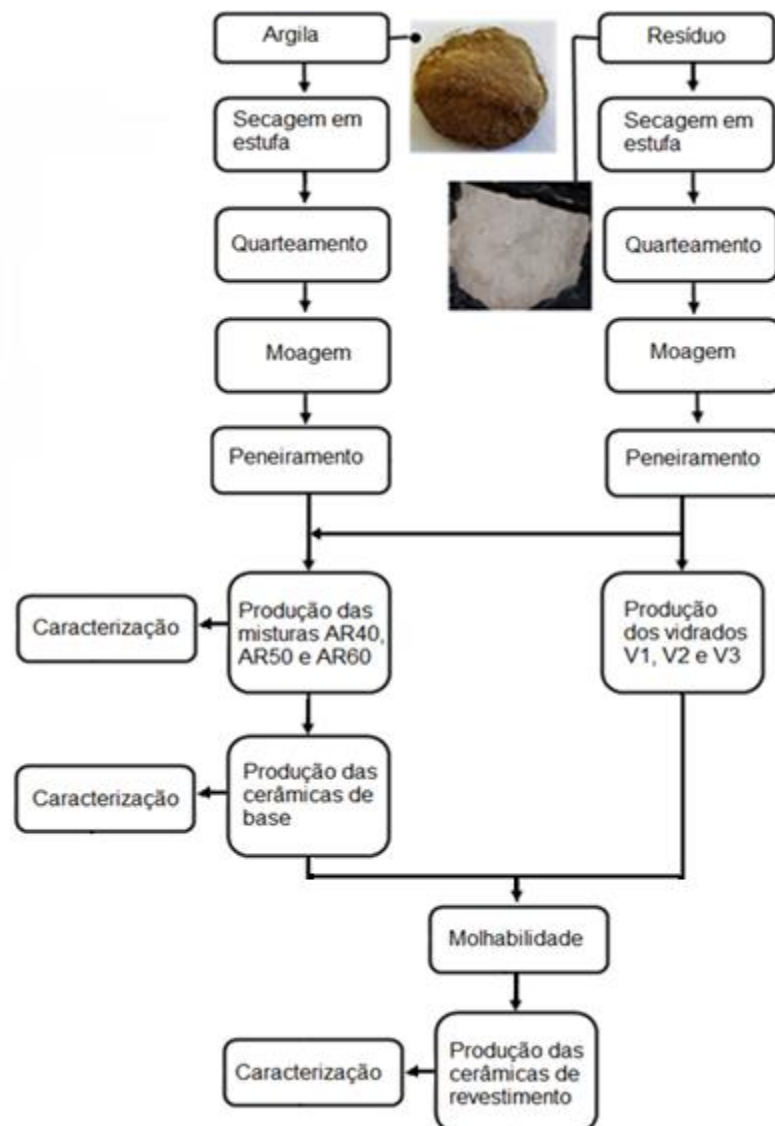 Argila
Resíduo
Secagem em
estufa
Secagem em
estufa
Quarteamento
Quarteamento
Moagem
Moagem
Peneiramento
Peneiramento
Caracterização
Produção das
misturas AR40,
AR50 e AR60
Produção
dos vidrados
V1, V2 e V3
Caracterização
Produção das
cerâmicas de
base
Molhabilidade
Caracterização
Produção das
cerâmicas de
revestimento